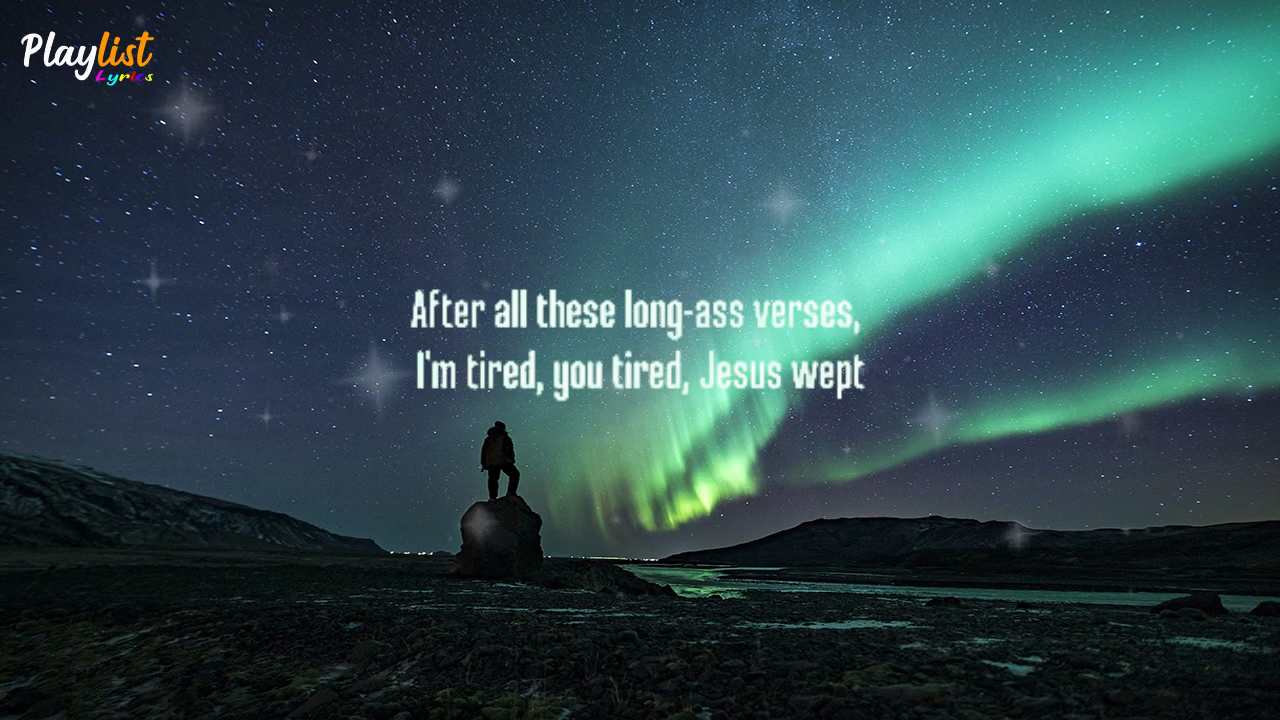 Playlist
Lyrics
After all these long-ass verses,
I'm tired, you tired, Jesus wept